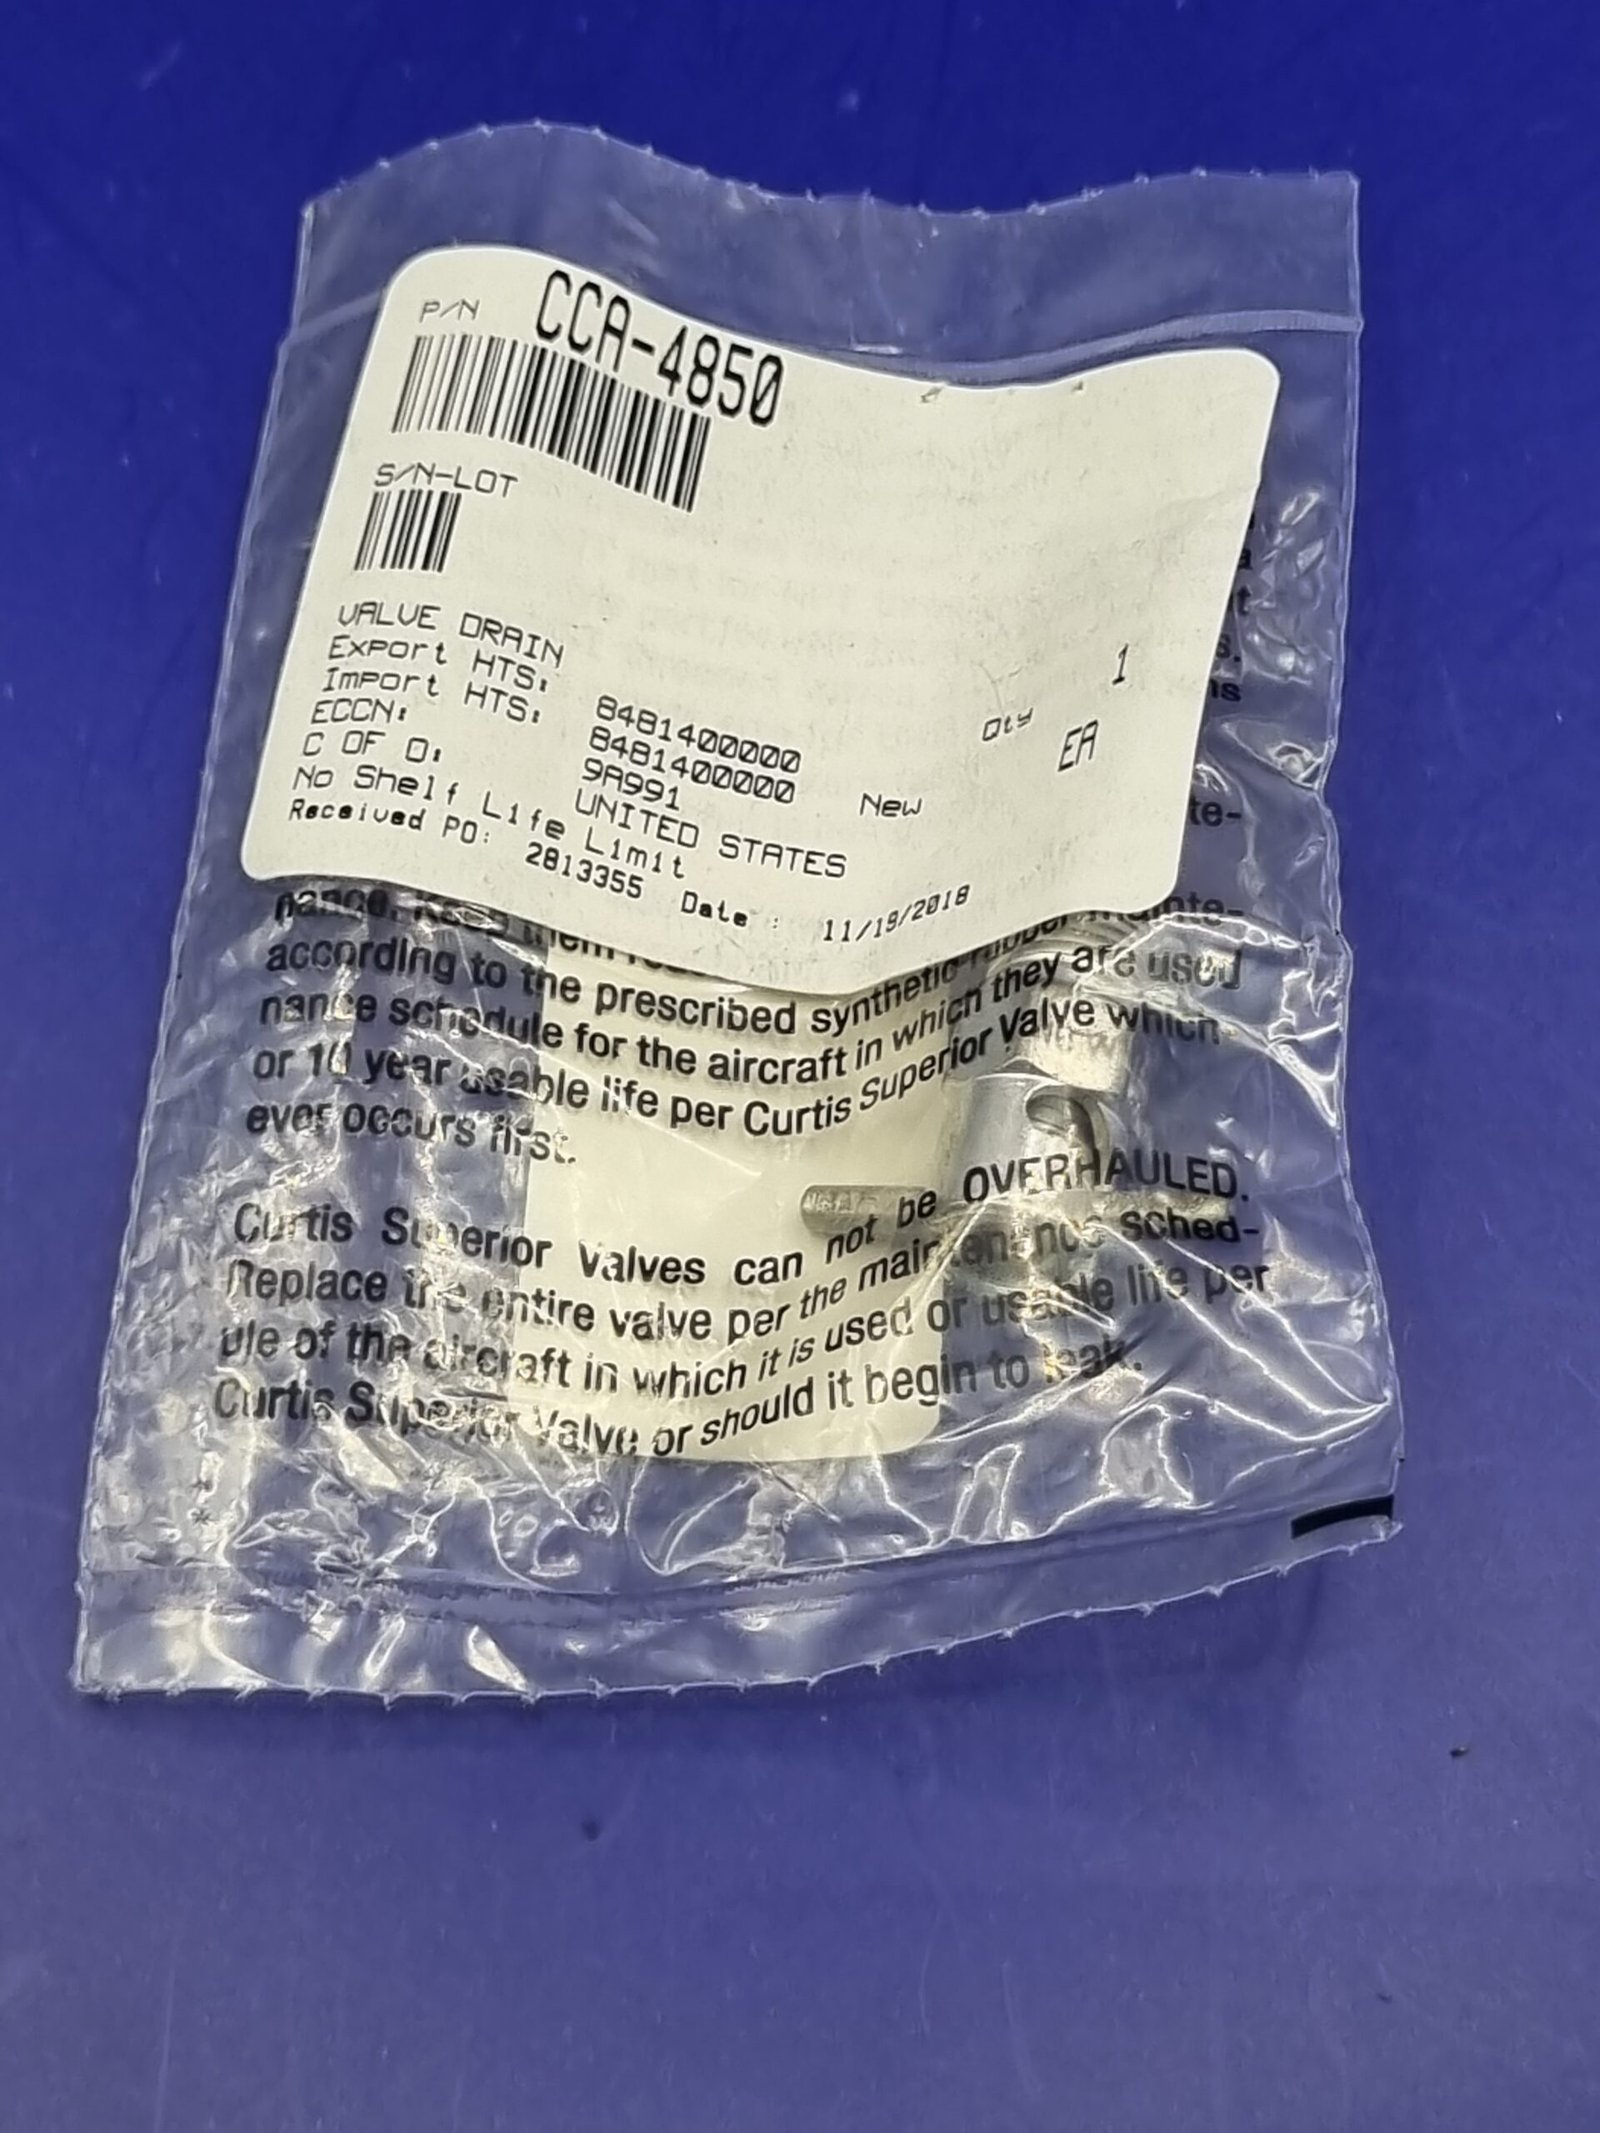 P/N CCA-4850
S/N-LOT
VALVE DRAIN
Export HTS: 8481400000
Import HTS: 8481400000
ECCN: 9A991
C OF O: UNITED STATES
New
Qty 1
EA
No Shelf Life Limit
Received PO: 2813355 Date: 11/19/2018
te-
nance. Keep them
synthetic rubber mainte-
according to the prescribed
nance schedule for the aircraft in which they are used
or 10 year usable life per Curtis Superior Valve which-
ever occurs first.
Curtis Superior Valves can not be OVERHAULED.
Replace the entire valve per the maintenance sched-
ule of the aircraft in which it is used or usable life per
Curtis Superior Valve or should it begin to leak.